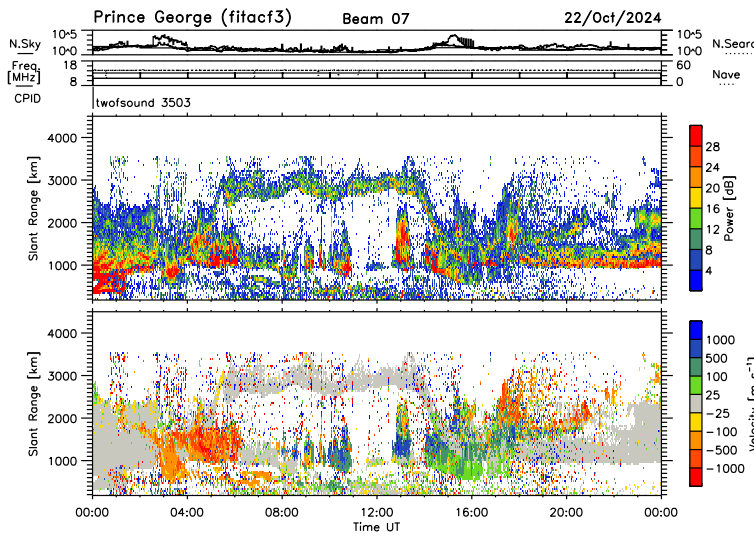 Prince George (fitacf3) Beam 07 22/Oct/2024
N.Sky 10^5 10^0 10^5 10^0 N.Search
Freq. [MHz] 18 8 60 0 Nave
CPID twofsound 3503
Slant Range [km] 4000 3000 2000 1000
Power [dB] 28 24 20 16 12 8 4
Slant Range [km] 4000 3000 2000 1000
Velocity [m s^-1] 1000 500 100 25 -25 -100 -500 -1000
00:00 04:00 08:00 12:00 16:00 20:00 00:00
Time UT